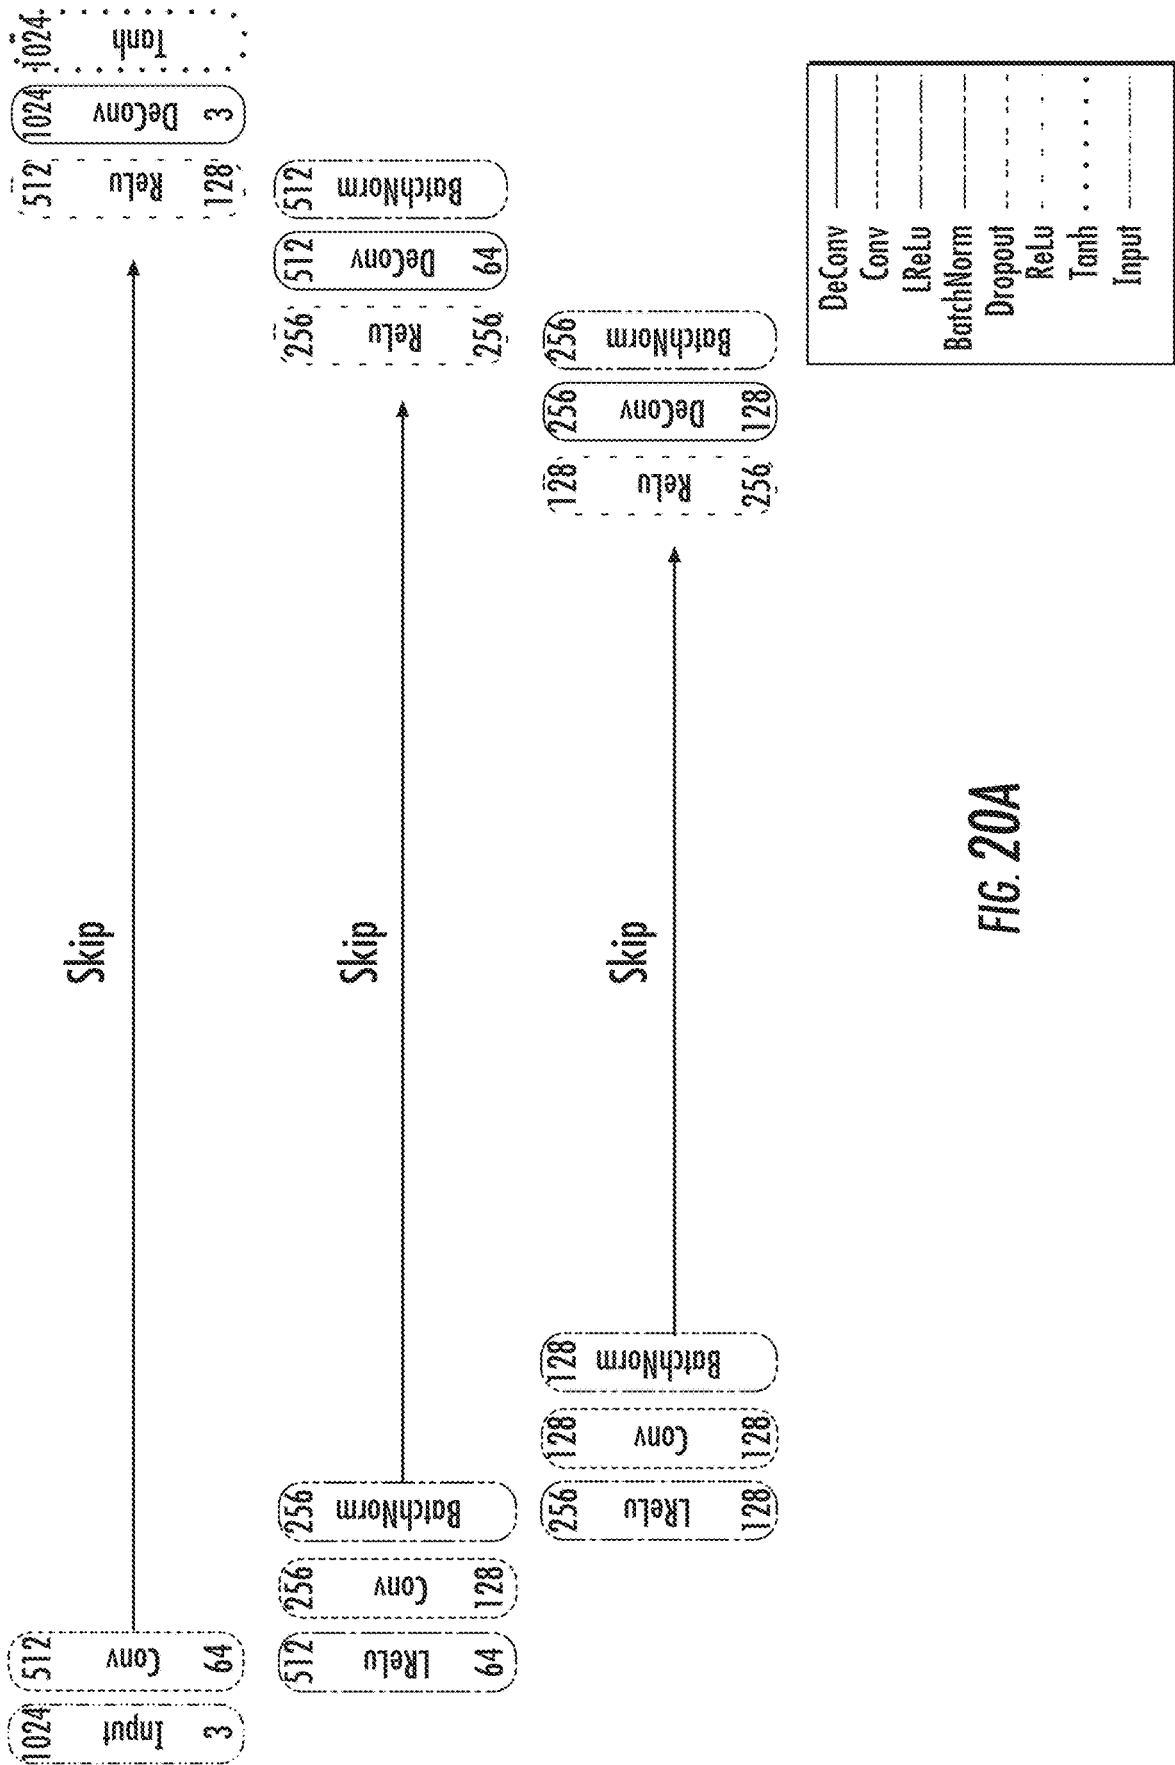 1024
Input
3
512
Conv
64
Skip
512
ReLu
128
1024
DeConv
3
1024
Tanh
512
LReLu
64
256
Conv
128
256
BatchNorm
Skip
256
ReLu
256
512
DeConv
64
512
BatchNorm
256
LReLu
128
128
Conv
128
128
BatchNorm
Skip
128
ReLu
256
256
DeConv
128
256
BatchNorm
DeConv
Conv
LReLu
BatchNorm
Dropout
ReLu
Tanh
Input
FIG. 20A